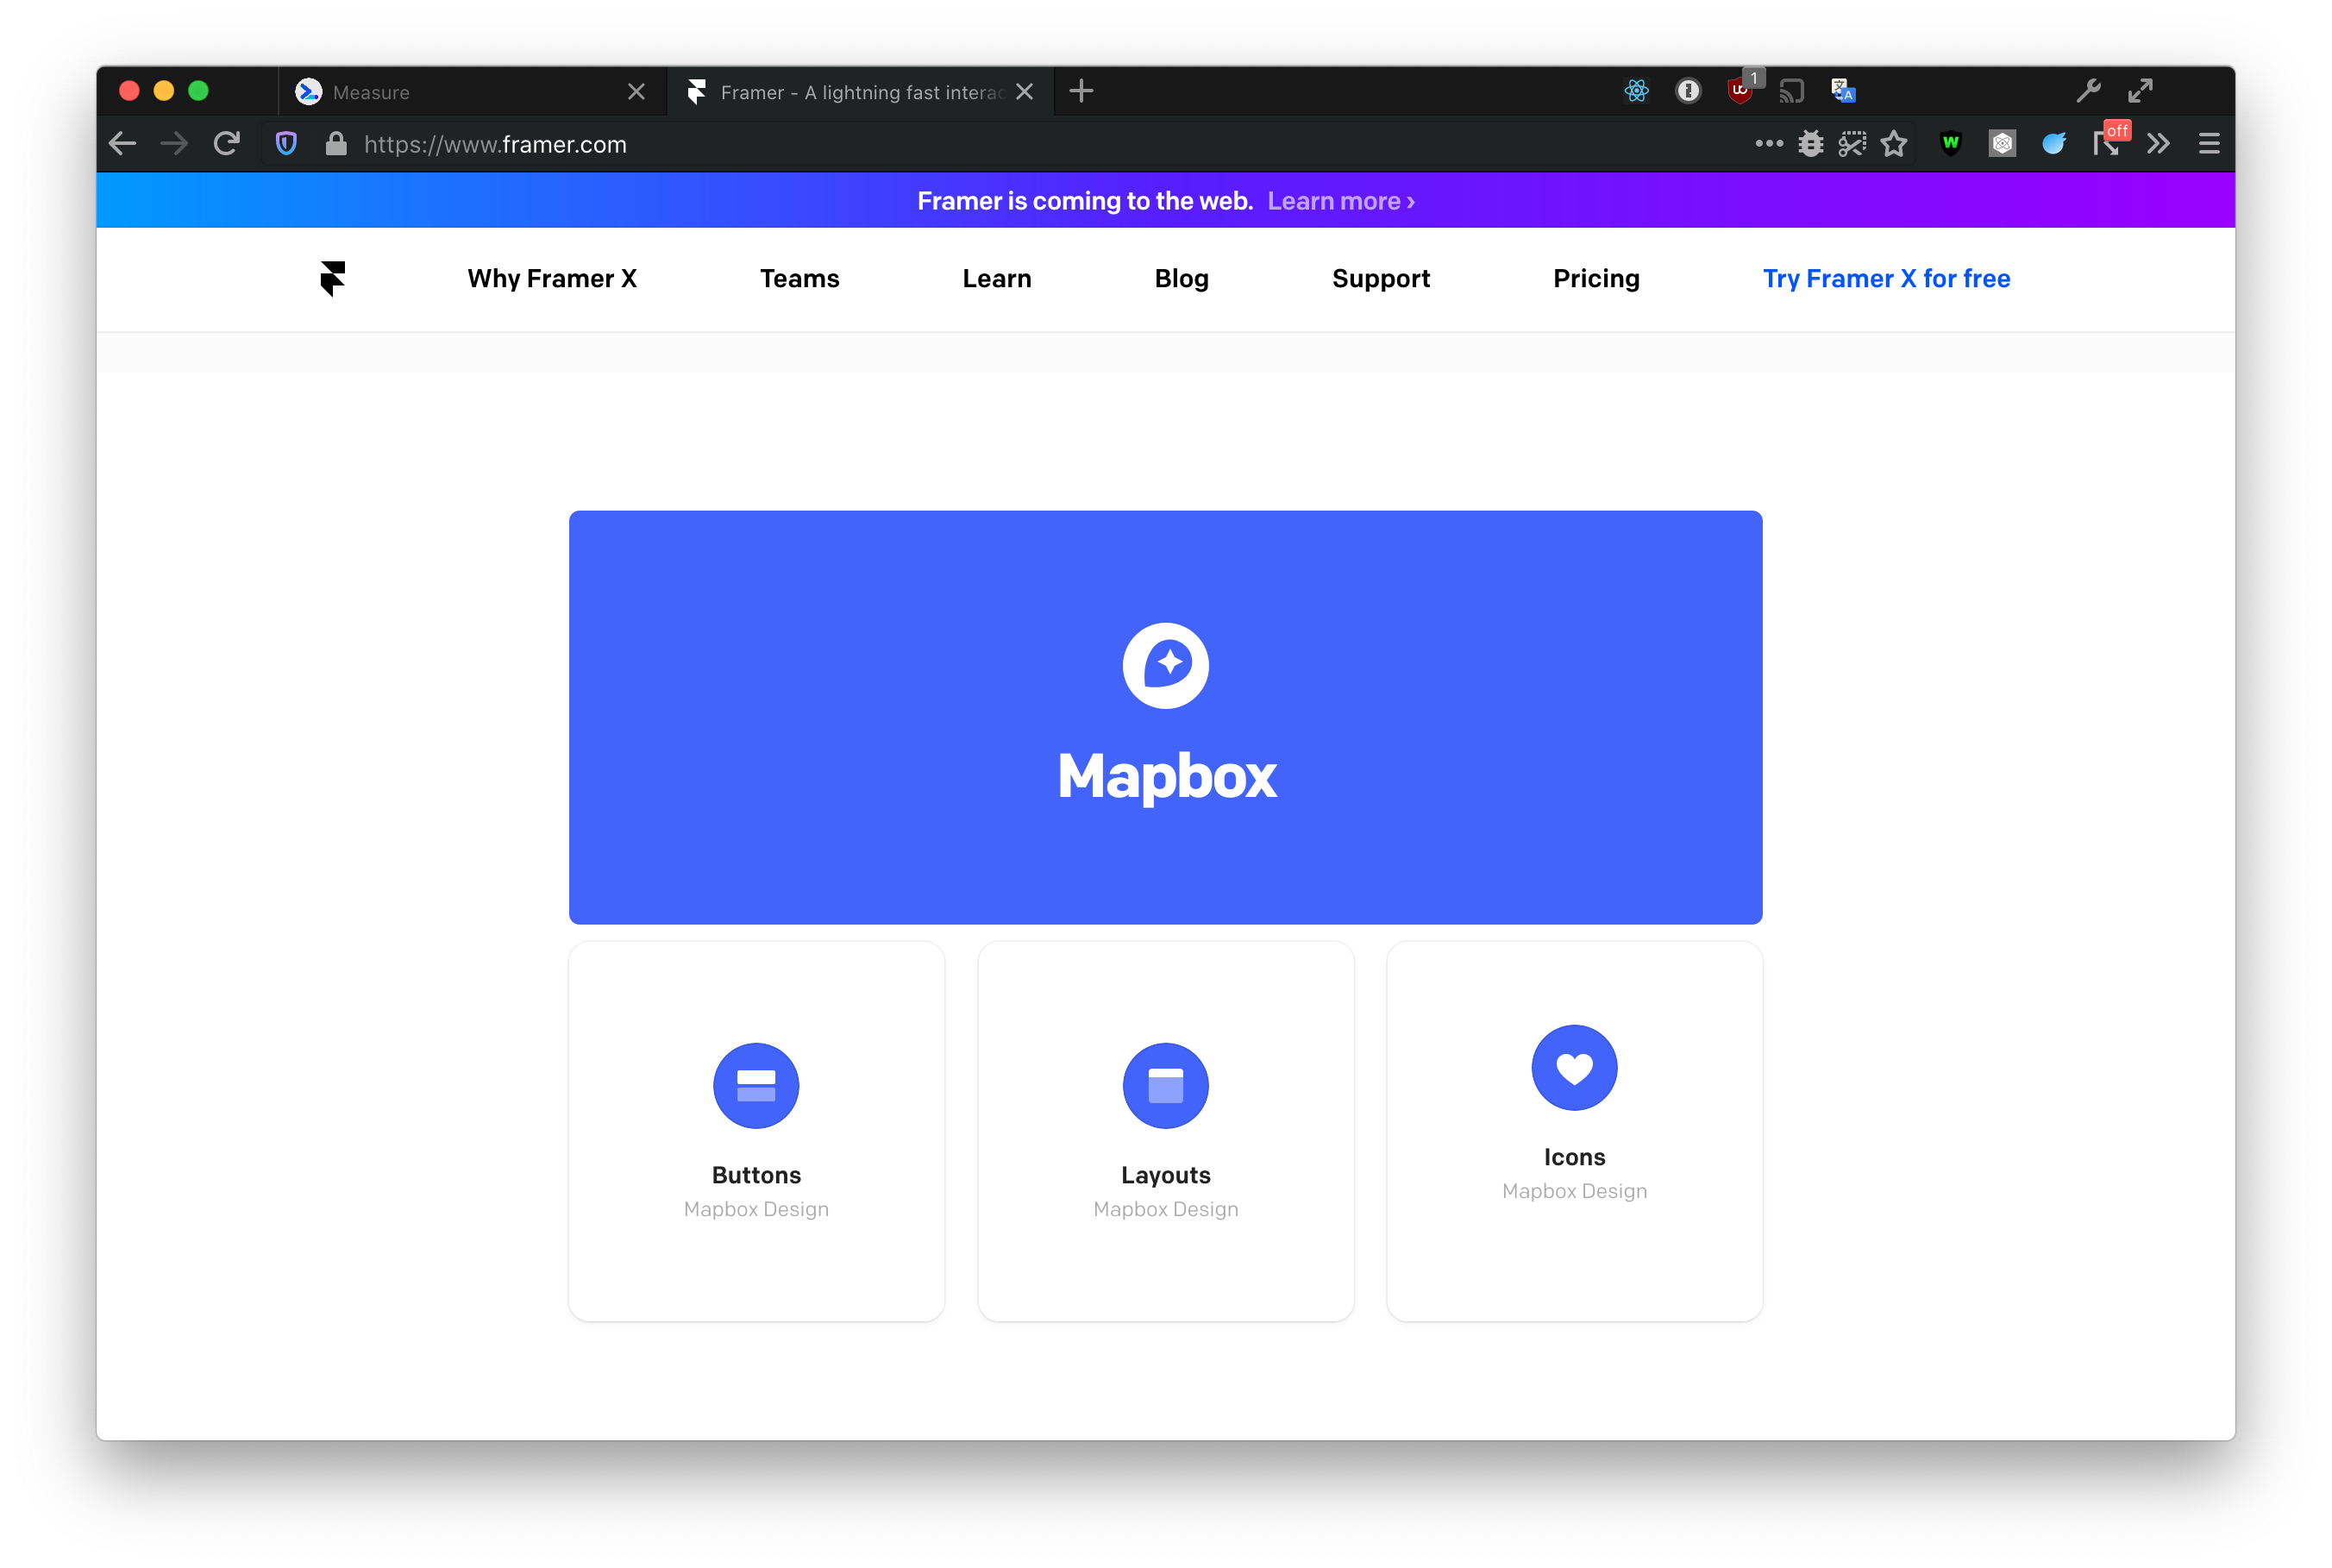 Measure
Framer - A lightning fast interac
1
https://www.framer.com
off
Framer is coming to the web. Learn more ›
Why Framer X
Teams
Learn
Blog
Support
Pricing
Try Framer X for free
Mapbox
Buttons
Mapbox Design
Layouts
Mapbox Design
Icons
Mapbox Design